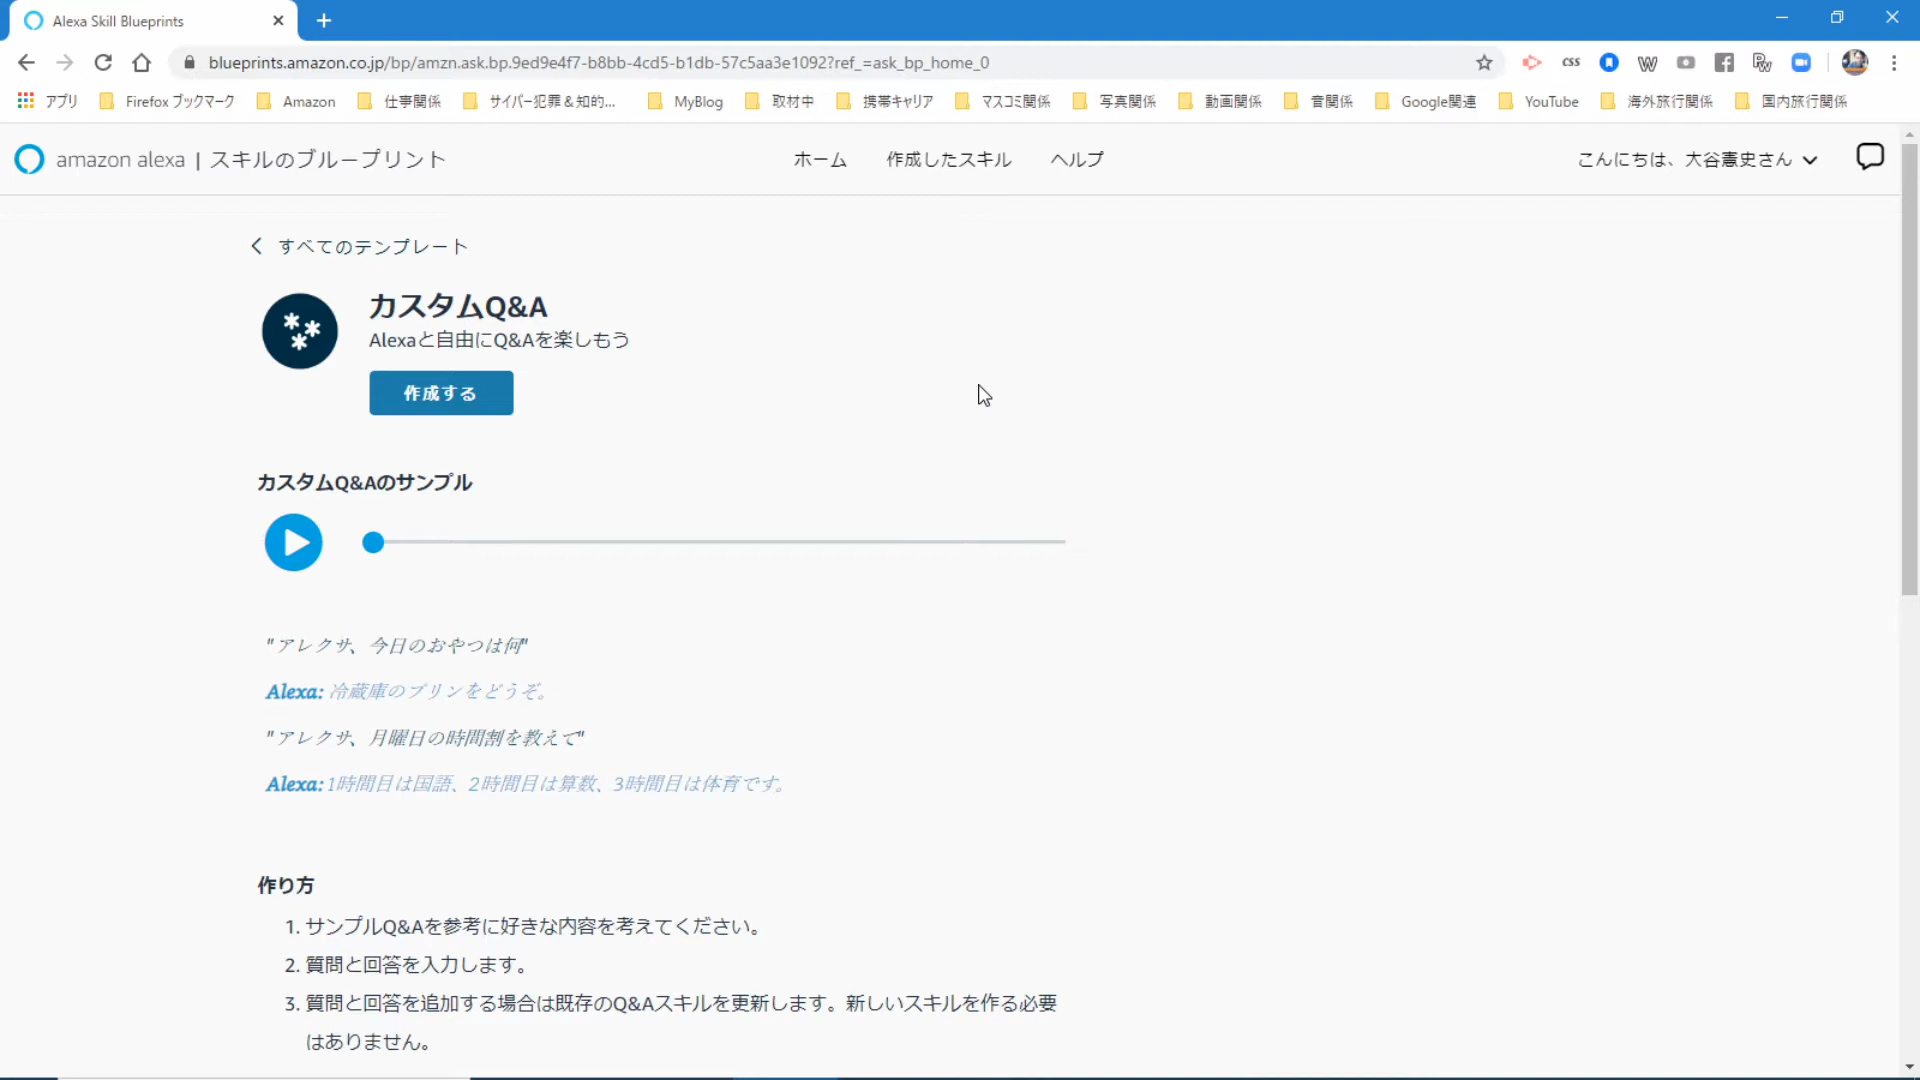 Alexa Skill Blueprints
blueprints.amazon.co.jp/bp/amzn.ask.bp.9ed9e4f7-b8bb-4cd5-b1db-57c5aa3e1092?ref_=ask_bp_home_0
css W
アプリ Firefox ブックマーク Amazon 仕事関係 サイバー犯罪＆知的... MyBlog 取材中 携帯キャリア マスコミ関係 写真関係 動画関係 音関係 Google関連 YouTube 海外旅行関係 国内旅行関係
amazon alexa | スキルのブループリント ホーム 作成したスキル ヘルプ こんにちは、大谷憲史さん
すべてのテンプレート
カスタムQ&A
Alexaと自由にQ&Aを楽しもう
作成する
カスタムQ&Aのサンプル
"アレクサ、今日のおやつは何"
Alexa: 冷蔵庫のプリンをどうぞ。
"アレクサ、月曜日の時間割を教えて"
Alexa: 1時間目は国語、2時間目は算数、3時間目は体育です。
作り方
1. サンプルQ&Aを参考に好きな内容を考えてください。
2. 質問と回答を入力します。
3. 質問と回答を追加する場合は既存のQ&Aスキルを更新します。新しいスキルを作る必要
はありません。